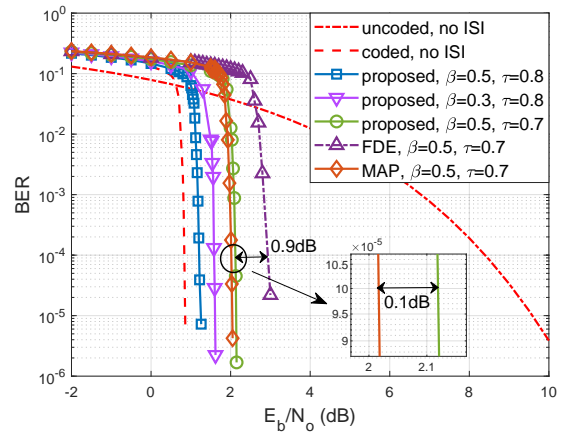 BER
10^0
10^-1
10^-2
10^-3
10^-4
10^-5
10^-6
uncoded, no ISI
coded, no ISI
proposed, β=0.5, τ=0.8
proposed, β=0.3, τ=0.8
proposed, β=0.5, τ=0.7
FDE, β=0.5, τ=0.7
MAP, β=0.5, τ=0.7
0.9dB
×10^-5
10.5
10
9.5
9
0.1dB
2 2.1
-2 0 2 4 6 8 10
E_b/N_o (dB)